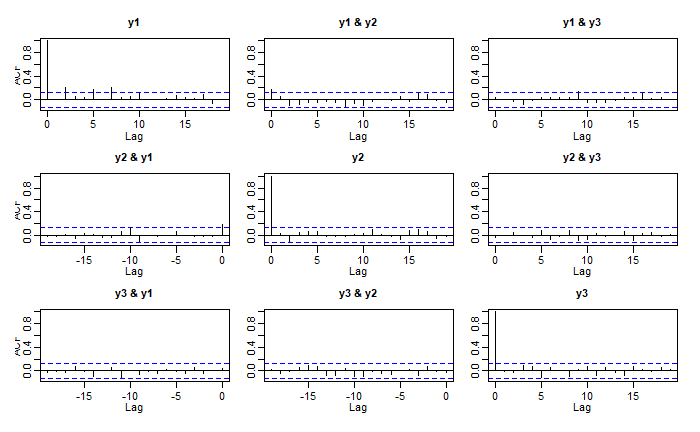 y1
y1 & y2
y1 & y3
0.0 0.4 0.8
0.0 0.4 0.8
0.0 0.4 0.8
0 5 10 15
0 5 10 15
0 5 10 15
Lag
Lag
Lag
y2 & y1
y2
y2 & y3
0.0 0.4 0.8
0.0 0.4 0.8
0.0 0.4 0.8
-15 -10 -5 0
0 5 10 15
0 5 10 15
Lag
Lag
Lag
y3 & y1
y3 & y2
y3
0.0 0.4 0.8
0.0 0.4 0.8
0.0 0.4 0.8
-15 -10 -5 0
-15 -10 -5 0
0 5 10 15
Lag
Lag
Lag